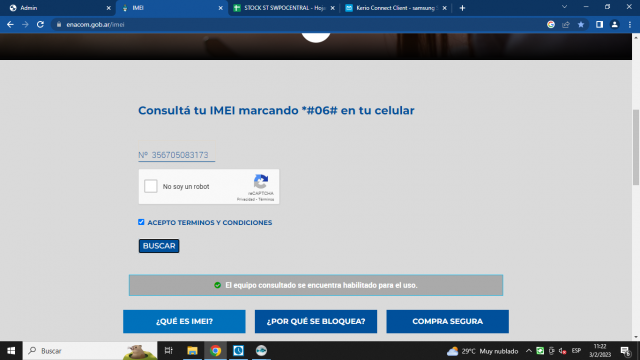 Admin
IMEI
STOCK ST SWPOCENTRAL - Hoja
Kerio Connect Client - samsung.
enacom.gob.ar/imei
Consultá tu IMEI marcando *#06# en tu celular
Nº 356705083173
No soy un robot
reCAPTCHA
Privacidad - Términos
ACEPTO TERMINOS Y CONDICIONES
BUSCAR
El equipo consultado se encuentra habilitado para el uso.
¿QUÉ ES IMEI?
¿POR QUÉ SE BLOQUEA?
COMPRA SEGURA
Buscar
29°C Muy nublado
ESP
11:22
3/2/2023